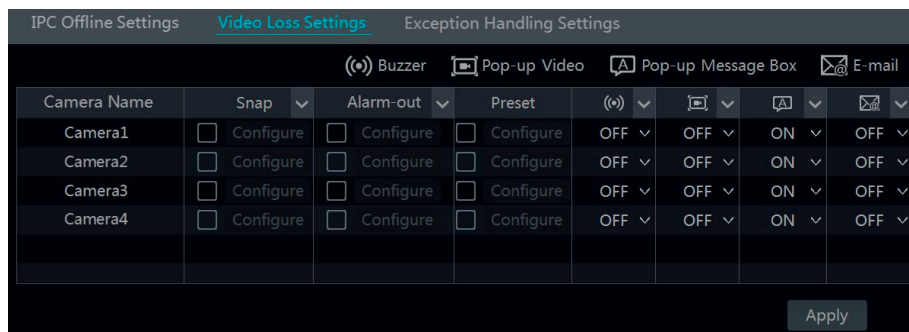 IPC Offline Settings Video Loss Settings Exception Handling Settings
Buzzer Pop-up Video Pop-up Message Box E-mail
Camera Name Snap Alarm-out Preset
Camera1 Configure Configure Configure OFF OFF ON OFF
Camera2 Configure Configure Configure OFF OFF ON OFF
Camera3 Configure Configure Configure OFF OFF ON OFF
Camera4 Configure Configure Configure OFF OFF ON OFF
Apply